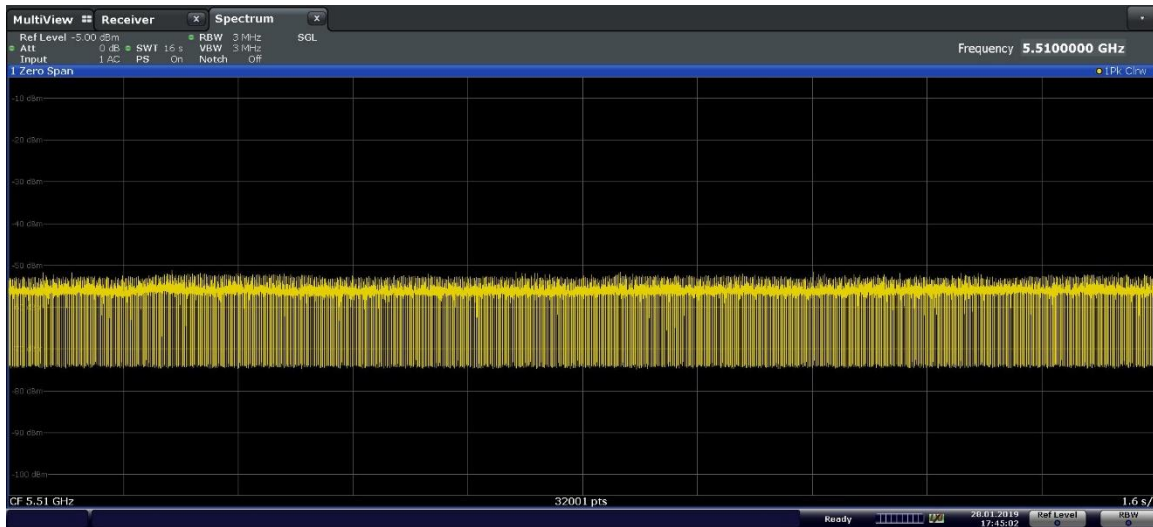 MultiView Receiver X Spectrum X
Ref Level -5.00 dBm RBW 3 MHz SGL
Att 0 dB SWT 16 s VBW 3 MHz
Input 1 AC PS On Notch Off
Frequency 5.5100000 GHz
1 Zero Span 1Pk Clrw
-10 dBm
-20 dBm
-30 dBm
-40 dBm
-50 dBm
-80 dBm
-90 dBm
-100 dBm
CF 5.51 GHz 32001 pts 1.6 s/
Ready 28.01.2019 Ref Level RBW
17:45:02